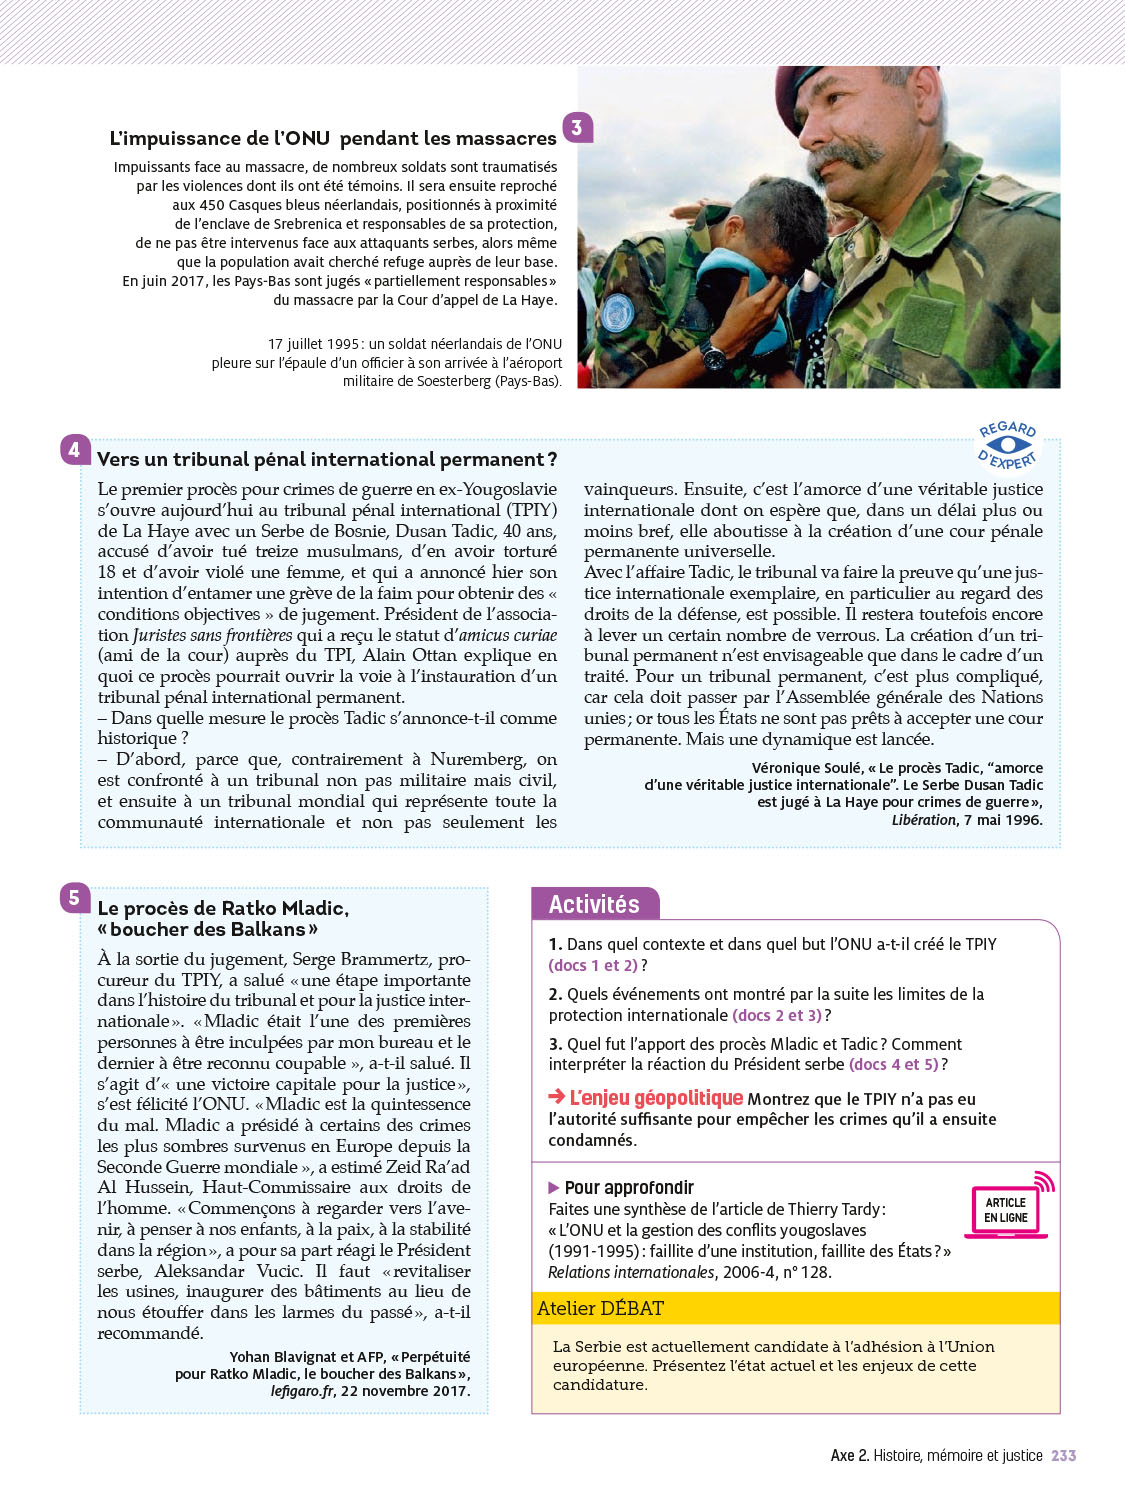 3
L'impuissance de l'ONU pendant les massacres
Impuissants face au massacre, de nombreux soldats sont traumatisés
par les violences dont ils ont été témoins. Il sera ensuite reproché
aux 450 Casques bleus néerlandais, positionnés à proximité
de l'enclave de Srebrenica et responsables de sa protection,
de ne pas être intervenus face aux attaquants serbes, alors même
que la population avait cherché refuge auprès de leur base.
En juin 2017, les Pays-Bas sont jugés « partiellement responsables »
du massacre par la Cour d'appel de La Haye.
17 juillet 1995 : un soldat néerlandais de l'ONU
pleure sur l'épaule d'un officier à son arrivée à l'aéroport
militaire de Soesterberg (Pays-Bas).
REGARD
D'EXPERT
4
Vers un tribunal pénal international permanent ?
Le premier procès pour crimes de guerre en ex-Yougoslavie
s'ouvre aujourd'hui au tribunal pénal international (TPIY)
de La Haye avec un Serbe de Bosnie, Dusan Tadic, 40 ans,
accusé d'avoir tué treize musulmans, d'en avoir torturé
18 et d'avoir violé une femme, et qui a annoncé hier son
intention d'entamer une grève de la faim pour obtenir des «
conditions objectives » de jugement. Président de l'associa-
tion Juristes sans frontières qui a reçu le statut d'amicus curiae
(ami de la cour) auprès du TPI, Alain Ottan explique en
quoi ce procès pourrait ouvrir la voie à l'instauration d'un
tribunal pénal international permanent.
– Dans quelle mesure le procès Tadic s'annonce-t-il comme
historique ?
– D'abord, parce que, contrairement à Nuremberg, on
est confronté à un tribunal non pas militaire mais civil,
et ensuite à un tribunal mondial qui représente toute la
communauté internationale et non pas seulement les
vainqueurs. Ensuite, c'est l'amorce d'une véritable justice
internationale dont on espère que, dans un délai plus ou
moins bref, elle aboutisse à la création d'une cour pénale
permanente universelle.
Avec l'affaire Tadic, le tribunal va faire la preuve qu'une jus-
tice internationale exemplaire, en particulier au regard des
droits de la défense, est possible. Il restera toutefois encore
à lever un certain nombre de verrous. La création d'un tri-
bunal permanent n'est envisageable que dans le cadre d'un
traité. Pour un tribunal permanent, c'est plus compliqué,
car cela doit passer par l'Assemblée générale des Nations
unies ; or tous les États ne sont pas prêts à accepter une cour
permanente. Mais une dynamique est lancée.
Véronique Soulé, « Le procès Tadic, “amorce
d'une véritable justice internationale”. Le Serbe Dusan Tadic
est jugé à La Haye pour crimes de guerre »,
Libération, 7 mai 1996.
5
Le procès de Ratko Mladic,
« boucher des Balkans »
À la sortie du jugement, Serge Brammertz, pro-
cureur du TPIY, a salué « une étape importante
dans l'histoire du tribunal et pour la justice inter-
nationale ». « Mladic était l'une des premières
personnes à être inculpées par mon bureau et le
dernier à être reconnu coupable », a-t-il salué. Il
s'agit d'« une victoire capitale pour la justice »,
s'est félicité l'ONU. « Mladic est la quintessence
du mal. Mladic a présidé à certains des crimes
les plus sombres survenus en Europe depuis la
Seconde Guerre mondiale », a estimé Zeid Ra'ad
Al Hussein, Haut-Commissaire aux droits de
l'homme. « Commençons à regarder vers l'ave-
nir, à penser à nos enfants, à la paix, à la stabilité
dans la région », a pour sa part réagi le Président
serbe, Aleksandar Vucic. Il faut « revitaliser
les usines, inaugurer des bâtiments au lieu de
nous étouffer dans les larmes du passé », a-t-il
recommandé.
Yohan Blavignat et AFP, « Perpétuité
pour Ratko Mladic, le boucher des Balkans »,
lefigaro.fr, 22 novembre 2017.
Activités
1. Dans quel contexte et dans quel but l'ONU a-t-il créé le TPIY
(docs 1 et 2) ?
2. Quels événements ont montré par la suite les limites de la
protection internationale (docs 2 et 3) ?
3. Quel fut l'apport des procès Mladic et Tadic ? Comment
interpréter la réaction du Président serbe (docs 4 et 5) ?
→ L'enjeu géopolitique Montrez que le TPIY n'a pas eu
l'autorité suffisante pour empêcher les crimes qu'il a ensuite
condamnés.
▶ Pour approfondir
Faites une synthèse de l'article de Thierry Tardy :
« L'ONU et la gestion des conflits yougoslaves
(1991-1995) : faillite d'une institution, faillite des États ? »
Relations internationales, 2006-4, n° 128.
ARTICLE
EN LIGNE
Atelier DÉBAT
La Serbie est actuellement candidate à l'adhésion à l'Union
européenne. Présentez l'état actuel et les enjeux de cette
candidature.
Axe 2. Histoire, mémoire et justice 233